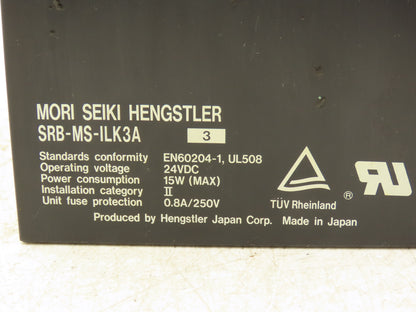 MORI SEIKI HENGSTLER
SRB-MS-ILK3A 3
Standards conformity EN60204-1, UL508
Operating voltage 24VDC
Power consumption 15W (MAX)
Installation category II
Unit fuse protection 0.8A/250V
TÜV Rheinland ®
Produced by Hengstler Japan Corp. Made in Japan